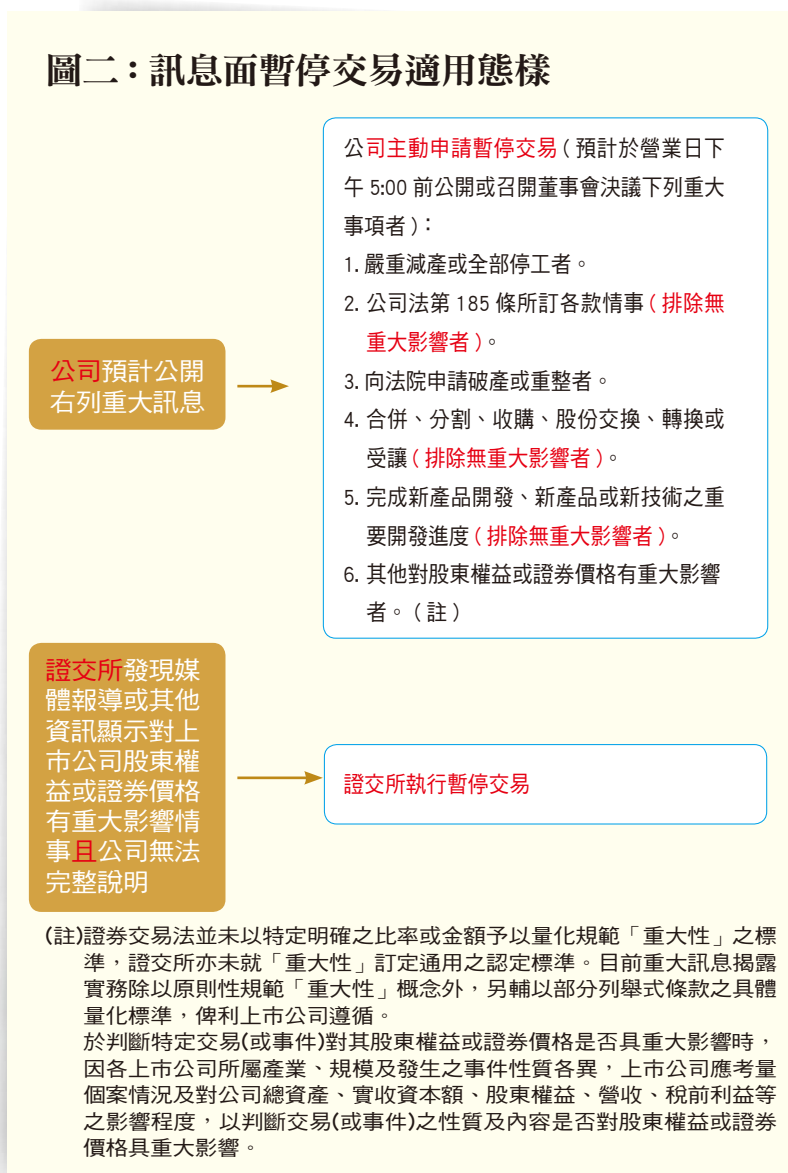 圖二：訊息面暫停交易適用態樣
公司主動申請暫停交易（預計於營業日下
午 5:00 前公開或召開董事會決議下列重大
事項者）：
1. 嚴重減產或全部停工者。
2. 公司法第 185 條所訂各款情事（排除無
重大影響者）。
3. 向法院申請破產或重整者。
4. 合併、分割、收購、股份交換、轉換或
受讓（排除無重大影響者）。
5. 完成新產品開發、新產品或新技術之重
要開發進度（排除無重大影響者）。
6. 其他對股東權益或證券價格有重大影響
者。（註）
公司預計公開
右列重大訊息
證交所發現媒
體報導或其他
資訊顯示對上
市公司股東權
益或證券價格
有重大影響情
事且公司無法
完整說明
證交所執行暫停交易
(註)證券交易法並未以特定明確之比率或金額予以量化規範「重大性」之標
準，證交所亦未就「重大性」訂定通用之認定標準。目前重大訊息揭露
實務除以原則性規範「重大性」概念外，另輔以部分列舉式條款之具體
量化標準，俾利上市公司遵循。
於判斷特定交易(或事件)對其股東權益或證券價格是否具重大影響時，
因各上市公司所屬產業、規模及發生之事件性質各異，上市公司應考量
個案情況及對公司總資產、實收資本額、股東權益、營收、稅前利益等
之影響程度，以判斷交易(或事件)之性質及內容是否對股東權益或證券
價格具重大影響。